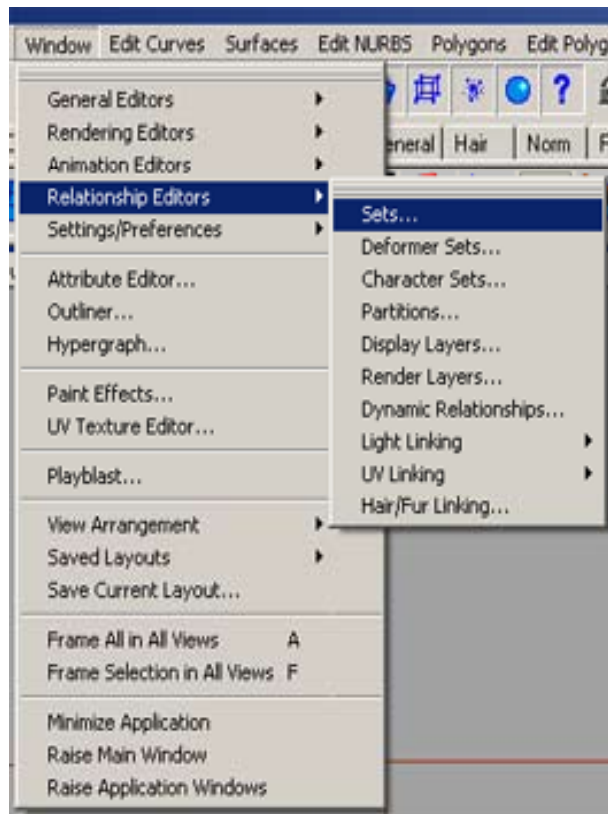 Window Edit Curves Surfaces Edit NURBS Polygons Edit Polyg
General Hair Norm F
General Editors
Rendering Editors
Animation Editors
Relationship Editors
Settings/Preferences
Attribute Editor...
Outliner...
Hypergraph...
Paint Effects...
UV Texture Editor...
Playblast...
View Arrangement
Saved Layouts
Save Current Layout...
Frame All in All Views A
Frame Selection in All Views F
Minimize Application
Raise Main Window
Raise Application Windows
Sets...
Deformer Sets...
Character Sets...
Partitions...
Display Layers...
Render Layers...
Dynamic Relationships...
Light Linking
UV Linking
Hair/Fur Linking...